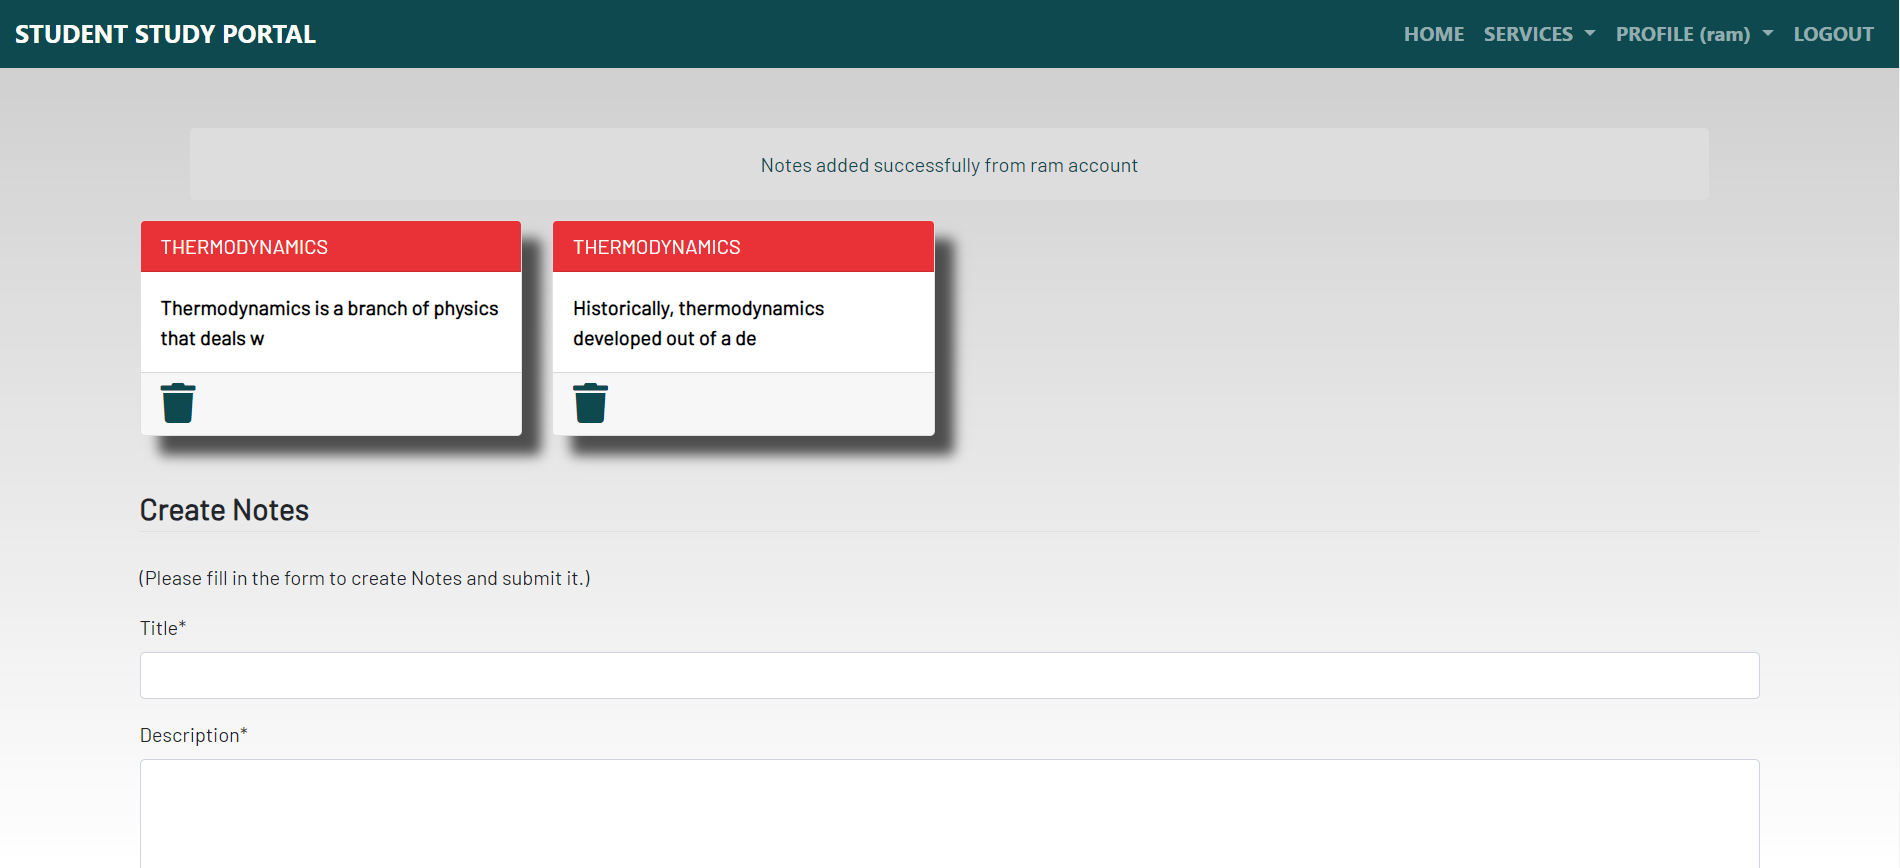 STUDENT STUDY PORTAL
HOME SERVICES PROFILE (ram) LOGOUT
Notes added successfully from ram account
THERMODYNAMICS
Thermodynamics is a branch of physics
that deals w
THERMODYNAMICS
Historically, thermodynamics
developed out of a de
Create Notes
(Please fill in the form to create Notes and submit it.)
Title*
Description*